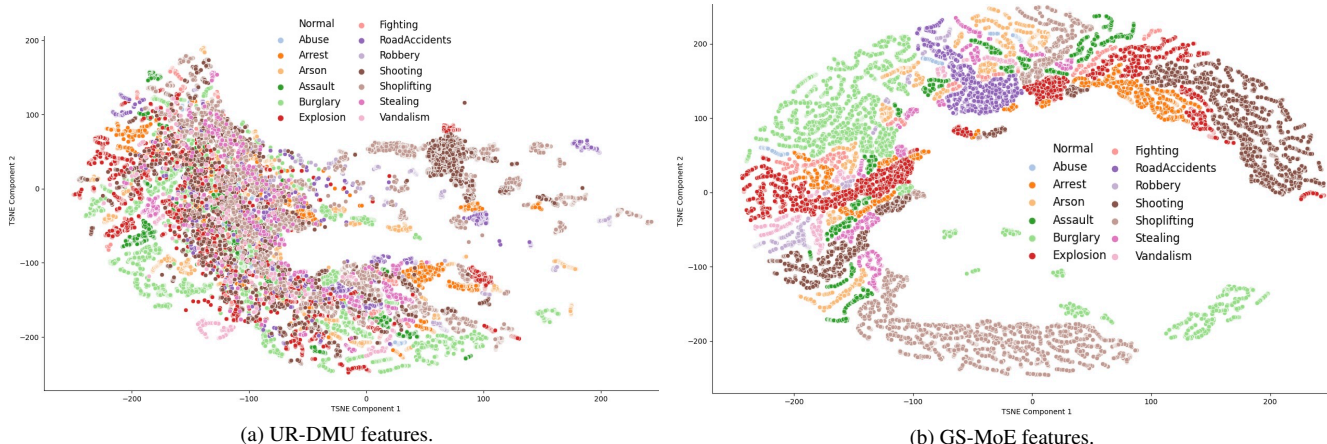 200
100
0
−100
−200
−200
−100
0
100
200
TSNE Component 2
TSNE Component 1
Normal
Abuse
Arrest
Arson
Assault
Burglary
Explosion
Fighting
RoadAccidents
Robbery
Shooting
Shoplifting
Stealing
Vandalism
(a) UR-DMU features.
200
100
0
−100
−200
−200
−100
0
100
200
TSNE Component 2
TSNE Component 1
Normal
Abuse
Arrest
Arson
Assault
Burglary
Explosion
Fighting
RoadAccidents
Robbery
Shooting
Shoplifting
Stealing
Vandalism
(b) GS-MoE features.